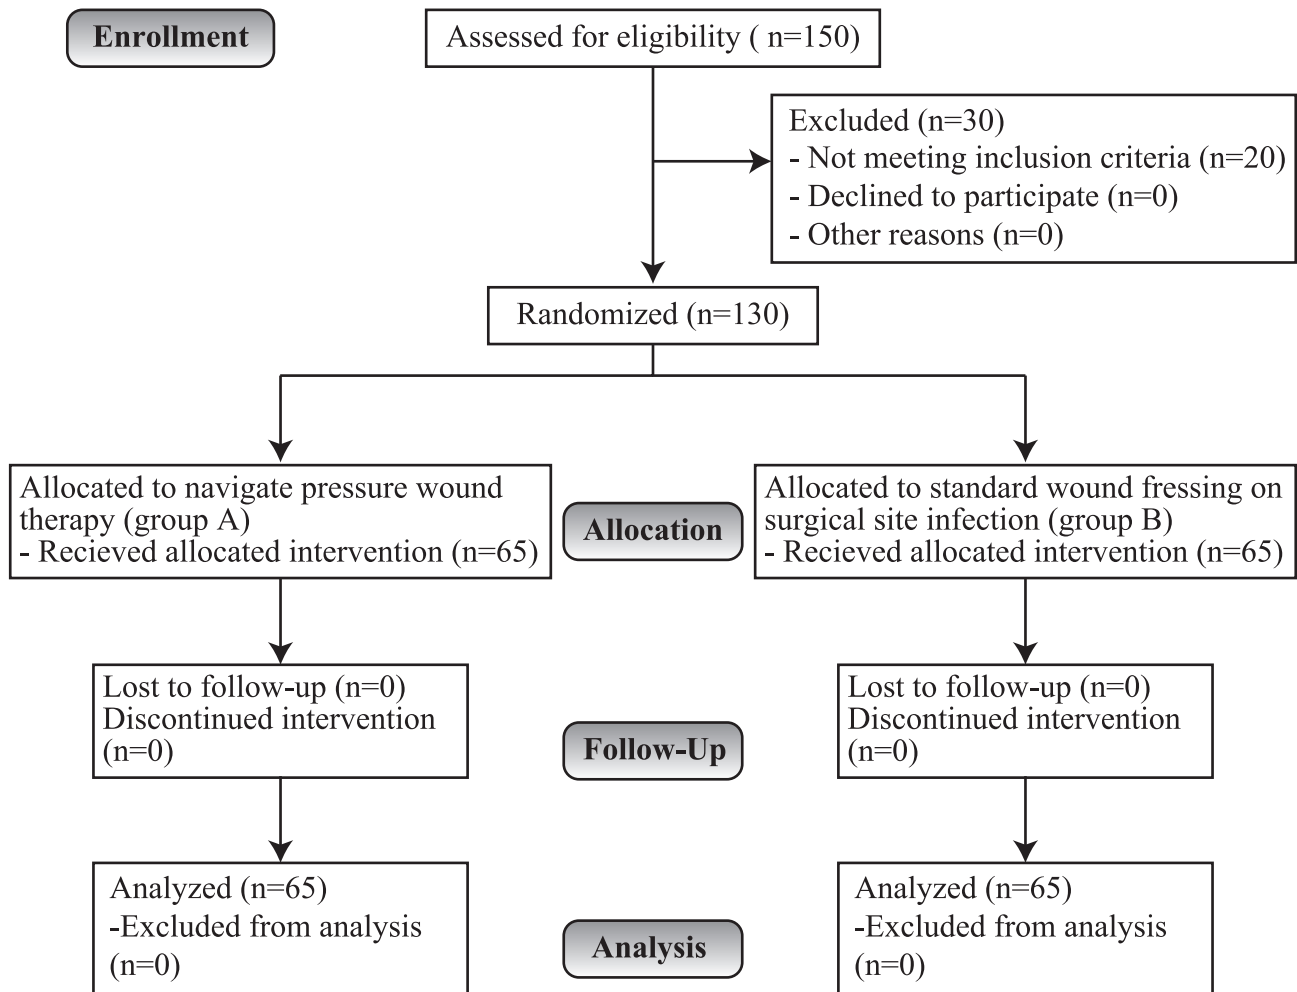 Enrollment
Assessed for eligibility ( n=150)
Excluded (n=30)
- Not meeting inclusion criteria (n=20)
- Declined to participate (n=0)
- Other reasons (n=0)
Randomized (n=130)
Allocated to navigate pressure wound
therapy (group A)
- Recieved allocated intervention (n=65)
Allocation
Allocated to standard wound fressing on
surgical site infection (group B)
- Recieved allocated intervention (n=65)
Lost to follow-up (n=0)
Discontinued intervention
(n=0)
Follow-Up
Lost to follow-up (n=0)
Discontinued intervention
(n=0)
Analyzed (n=65)
-Excluded from analysis
(n=0)
Analysis
Analyzed (n=65)
-Excluded from analysis
(n=0)